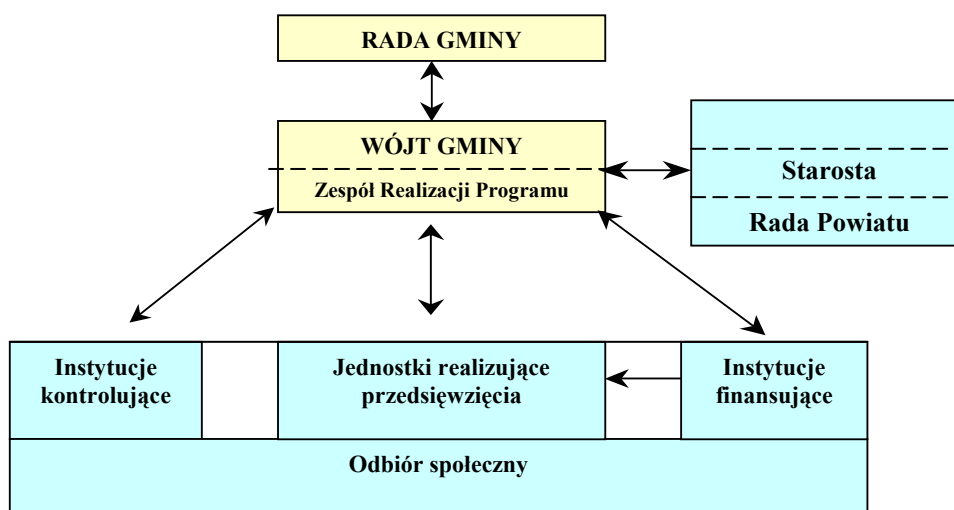 RADA GMINY
WÓJT GMINY
Zespół Realizacji Programu
Starosta
Rada Powiatu
Instytucje
kontrolujące
Jednostki realizujące
przedsięwzięcia
Instytucje
finansujące
Odbiór społeczny